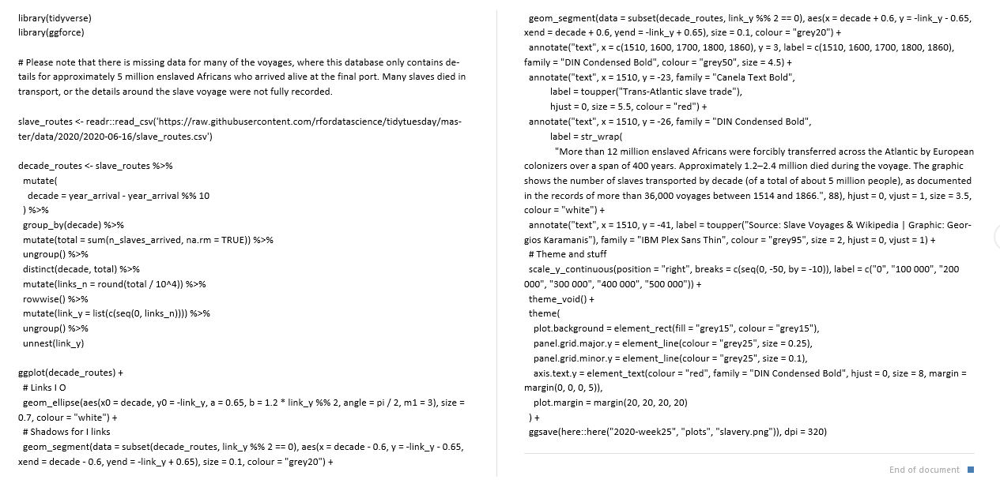 library(tidyverse)
library(ggforce)
# Please note that there is missing data for many of the voyages, where this database only contains de-
tails for approximately 5 million enslaved Africans who arrived alive at the final port. Many slaves died in
transport, or the details around the slave voyage were not fully recorded.
slave_routes <- readr::read_csv('https://raw.githubusercontent.com/rfordatascience/tidytuesday/mas-
ter/data/2020/2020-06-16/slave_routes.csv')
decade_routes <- slave_routes %>%
  mutate(
    decade = year_arrival - year_arrival %% 10
  ) %>%
  group_by(decade) %>%
  mutate(total = sum(n_slaves_arrived, na.rm = TRUE)) %>%
  ungroup() %>%
  distinct(decade, total) %>%
  mutate(links_n = round(total / 10^4)) %>%
  rowwise() %>%
  mutate(link_y = list(c(seq(0, links_n)))) %>%
  ungroup() %>%
  unnest(link_y)
ggplot(decade_routes) +
  # Links I O
  geom_ellipse(aes(x0 = decade, y0 = -link_y, a = 0.65, b = 1.2 * link_y %% 2, angle = pi / 2, m1 = 3), size =
0.7, colour = "white") +
  # Shadows for I links
  geom_segment(data = subset(decade_routes, link_y %% 2 == 0), aes(x = decade - 0.6, y = -link_y - 0.65,
xend = decade - 0.6, yend = -link_y + 0.65), size = 0.1, colour = "grey20") +
  geom_segment(data = subset(decade_routes, link_y %% 2 == 0), aes(x = decade + 0.6, y = -link_y - 0.65,
xend = decade + 0.6, yend = -link_y + 0.65), size = 0.1, colour = "grey20") +
  annotate("text", x = c(1510, 1600, 1700, 1800, 1860), y = 3, label = c(1510, 1600, 1700, 1800, 1860),
family = "DIN Condensed Bold", colour = "grey50", size = 4.5) +
  annotate("text", x = 1510, y = -23, family = "Canela Text Bold",
           label = toupper("Trans-Atlantic slave trade"),
           hjust = 0, size = 5.5, colour = "red") +
  annotate("text", x = 1510, y = -26, family = "DIN Condensed Bold",
           label = str_wrap(
             "More than 12 million enslaved Africans were forcibly transferred across the Atlantic by European
colonizers over a span of 400 years. Approximately 1.2–2.4 million died during the voyage. The graphic
shows the number of slaves transported by decade (of a total of about 5 million people), as documented
in the records of more than 36,000 voyages between 1514 and 1866.", 88), hjust = 0, vjust = 1, size = 3.5,
colour = "white") +
  annotate("text", x = 1510, y = -41, label = toupper("Source: Slave Voyages & Wikipedia | Graphic: Geor-
gios Karamanis"), family = "IBM Plex Sans Thin", colour = "grey95", size = 2, hjust = 0, vjust = 1) +
  # Theme and stuff
  scale_y_continuous(position = "right", breaks = c(seq(0, -50, by = -10)), label = c("0", "100 000", "200
000", "300 000", "400 000", "500 000")) +
  theme_void() +
  theme(
    plot.background = element_rect(fill = "grey15", colour = "grey15"),
    panel.grid.major.y = element_line(colour = "grey25", size = 0.25),
    panel.grid.minor.y = element_line(colour = "grey25", size = 0.1),
    axis.text.y = element_text(colour = "red", family = "DIN Condensed Bold", hjust = 0, size = 8, margin =
margin(0, 0, 0, 5)),
    plot.margin = margin(20, 20, 20, 20)
  ) +
  ggsave(here::here("2020-week25", "plots", "slavery.png"), dpi = 320)
End of document